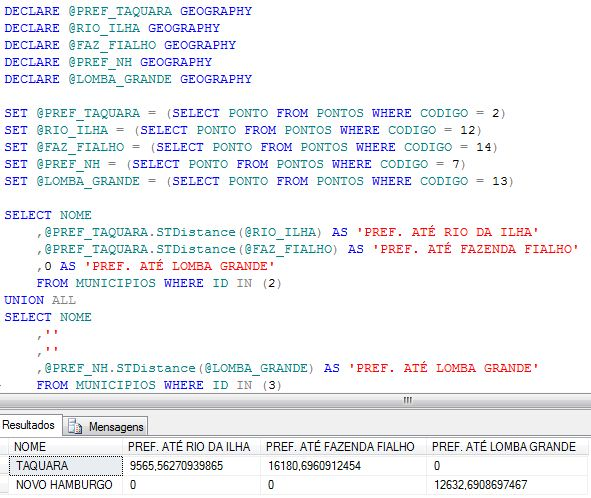 DECLARE @PREF_TAQUARA GEOGRAPHY
DECLARE @RIO_ILHA GEOGRAPHY
DECLARE @FAZ_FIALHO GEOGRAPHY
DECLARE @PREF_NH GEOGRAPHY
DECLARE @LOMBA_GRANDE GEOGRAPHY
SET @PREF_TAQUARA = (SELECT PONTO FROM PONTOS WHERE CODIGO = 2)
SET @RIO_ILHA = (SELECT PONTO FROM PONTOS WHERE CODIGO = 12)
SET @FAZ_FIALHO = (SELECT PONTO FROM PONTOS WHERE CODIGO = 14)
SET @PREF_NH = (SELECT PONTO FROM PONTOS WHERE CODIGO = 7)
SET @LOMBA_GRANDE = (SELECT PONTO FROM PONTOS WHERE CODIGO = 13)
SELECT NOME
,@PREF_TAQUARA.STDistance(@RIO_ILHA) AS 'PREF. ATÉ RIO DA ILHA'
,@PREF_TAQUARA.STDistance(@FAZ_FIALHO) AS 'PREF. ATÉ FAZENDA FIALHO'
,0 AS 'PREF. ATÉ LOMBA GRANDE'
FROM MUNICIPIOS WHERE ID IN (2)
UNION ALL
SELECT NOME
,''
,''
,@PREF_NH.STDistance(@LOMBA_GRANDE) AS 'PREF. ATÉ LOMBA GRANDE'
FROM MUNICIPIOS WHERE ID IN (3)
Resultados Mensagens
NOME PREF. ATÉ RIO DA ILHA PREF. ATÉ FAZENDA FIALHO PREF. ATÉ LOMBA GRANDE
TAQUARA 9565,56270939865 16180,6960912454 0
NOVO HAMBURGO 0 0 12632,6908697467